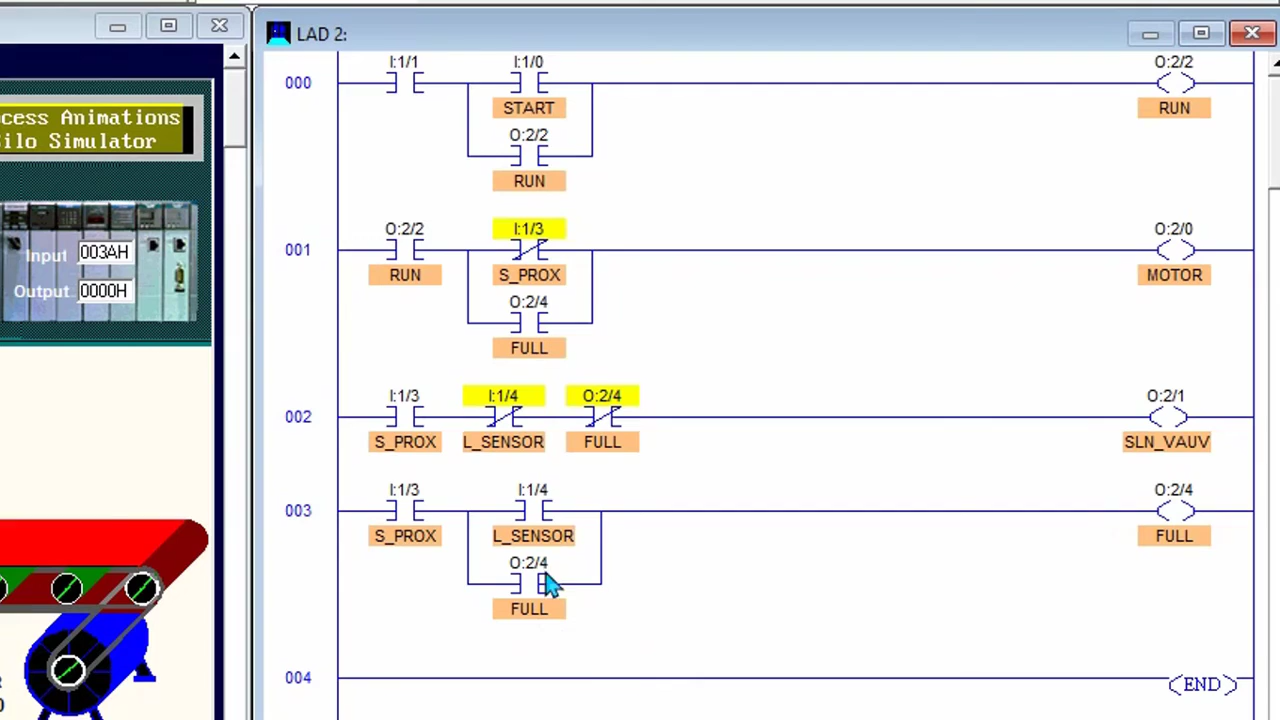 LAD 2:
cess Animations
ilo Simulator
Input 003AH
Output 0000H
000
I:1/1
I:1/0
O:2/2
START
RUN
O:2/2
RUN
001
O:2/2
I:1/3
O:2/0
RUN
S_PROX
MOTOR
O:2/4
FULL
002
I:1/3
I:1/4
O:2/4
O:2/1
S_PROX
L_SENSOR
FULL
SLN_VAUV
003
I:1/3
I:1/4
O:2/4
S_PROX
L_SENSOR
FULL
O:2/4
FULL
004
END